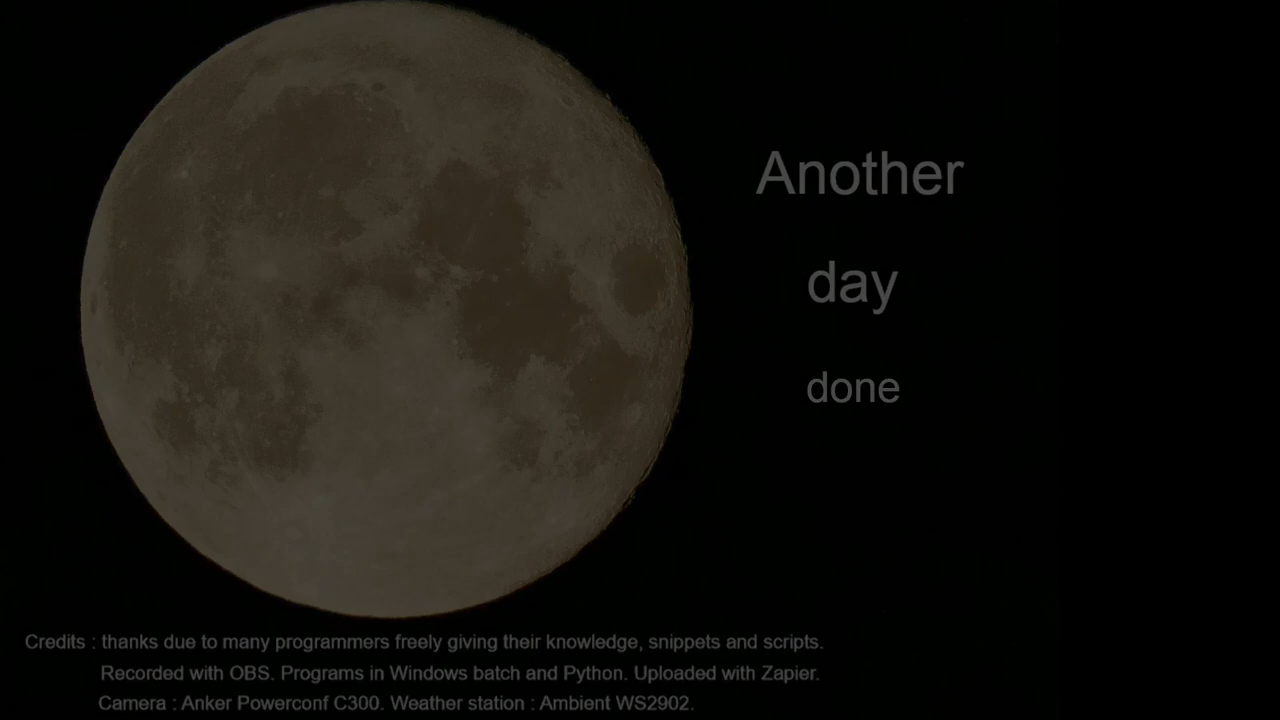 Another
day
done
Credits : thanks due to many programmers freely giving their knowledge, snippets and scripts.
Recorded with OBS. Programs in Windows batch and Python. Uploaded with Zapier.
Camera : Anker Powerconf C300. Weather station : Ambient WS2902.